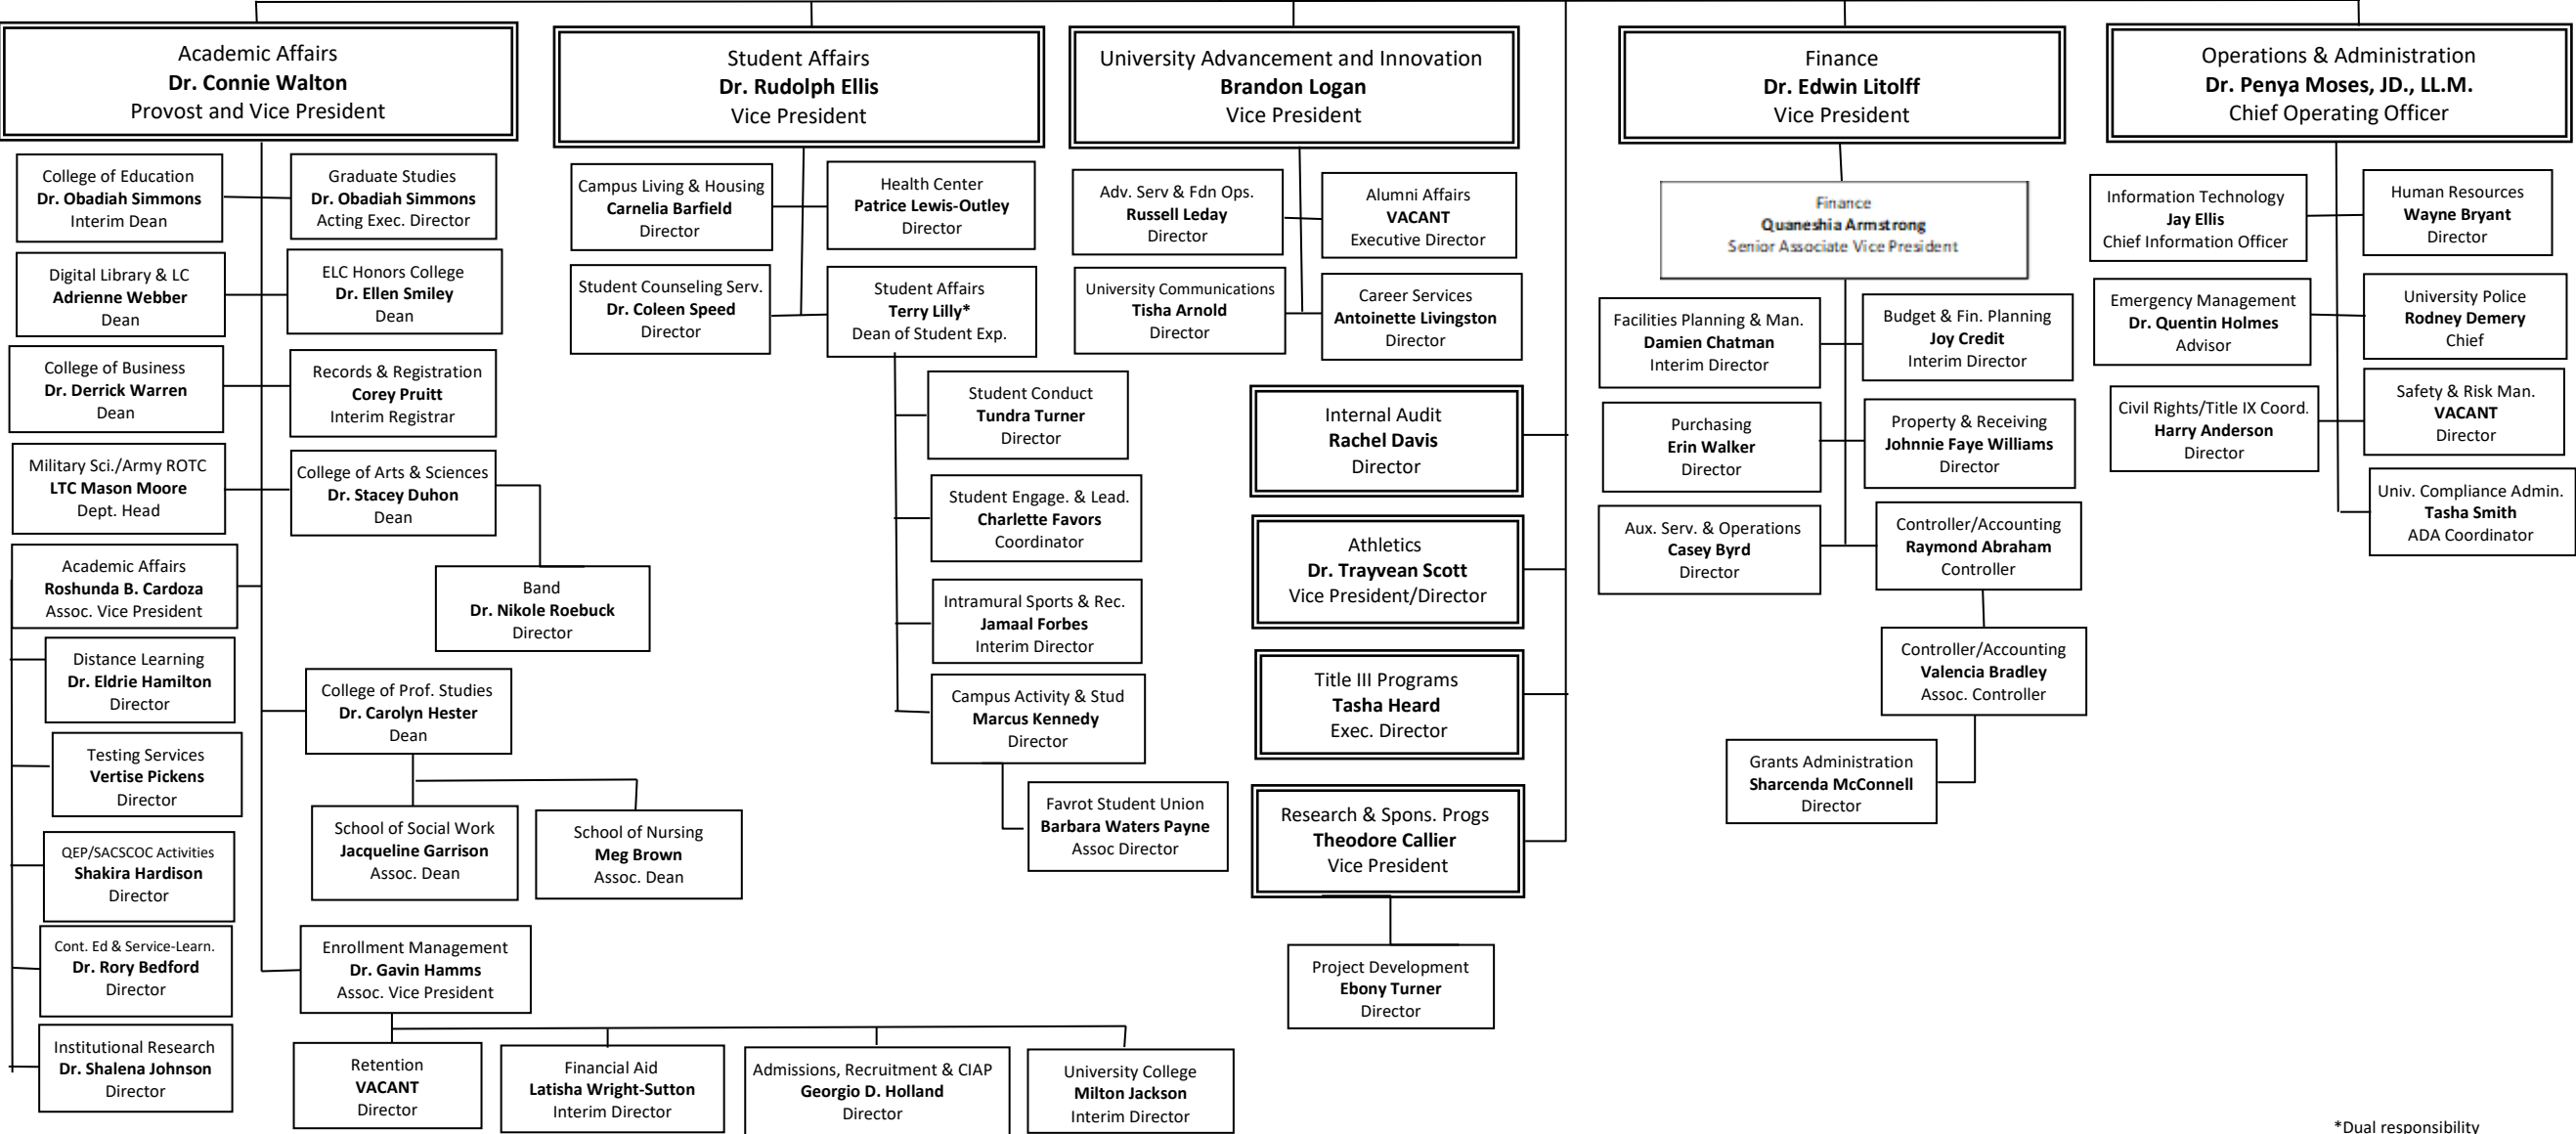 Academic Affairs
Dr. Connie Walton
Provost and Vice President
Student Affairs
Dr. Rudolph Ellis
Vice President
University Advancement and Innovation
Brandon Logan
Vice President
Finance
Dr. Edwin Litolff
Vice President
Operations & Administration
Dr. Penya Moses, JD., LL.M.
Chief Operating Officer
College of Education
Dr. Obadiah Simmons
Interim Dean
Graduate Studies
Dr. Obadiah Simmons
Acting Exec. Director
Digital Library & LC
Adrienne Webber
Dean
ELC Honors College
Dr. Ellen Smiley
Dean
College of Business
Dr. Derrick Warren
Dean
Records & Registration
Corey Pruitt
Interim Registrar
Military Sci./Army ROTC
LTC Mason Moore
Dept. Head
College of Arts & Sciences
Dr. Stacey Duhon
Dean
Academic Affairs
Roshunda B. Cardoza
Assoc. Vice President
Band
Dr. Nikole Roebuck
Director
Distance Learning
Dr. Eldrie Hamilton
Director
College of Prof. Studies
Dr. Carolyn Hester
Dean
Testing Services
Vertise Pickens
Director
School of Social Work
Jacqueline Garrison
Assoc. Dean
School of Nursing
Meg Brown
Assoc. Dean
QEP/SACSCOC Activities
Shakira Hardison
Director
Cont. Ed & Service-Learn.
Dr. Rory Bedford
Director
Enrollment Management
Dr. Gavin Hamms
Assoc. Vice President
Institutional Research
Dr. Shalena Johnson
Director
Retention
VACANT
Director
Financial Aid
Latisha Wright-Sutton
Interim Director
Admissions, Recruitment & CIAP
Georgio D. Holland
Director
University College
Milton Jackson
Interim Director
Campus Living & Housing
Carnelia Barfield
Director
Health Center
Patrice Lewis-Outley
Director
Student Counseling Serv.
Dr. Coleen Speed
Director
Student Affairs
Terry Lilly*
Dean of Student Exp.
Student Conduct
Tundra Turner
Director
Student Engage. & Lead.
Charlette Favors
Coordinator
Intramural Sports & Rec.
Jamaal Forbes
Interim Director
Campus Activity & Stud
Marcus Kennedy
Director
Favrot Student Union
Barbara Waters Payne
Assoc Director
Adv. Serv & Fdn Ops.
Russell Leday
Director
Alumni Affairs
VACANT
Executive Director
University Communications
Tisha Arnold
Director
Career Services
Antoinette Livingston
Director
Internal Audit
Rachel Davis
Director
Athletics
Dr. Trayvean Scott
Vice President/Director
Title III Programs
Tasha Heard
Exec. Director
Research & Spons. Progs
Theodore Callier
Vice President
Project Development
Ebony Turner
Director
Finance
Quaneshia Armstrong
Senior Associate Vice President
Facilities Planning & Man.
Damien Chatman
Interim Director
Budget & Fin. Planning
Joy Credit
Interim Director
Purchasing
Erin Walker
Director
Property & Receiving
Johnnie Faye Williams
Director
Aux. Serv. & Operations
Casey Byrd
Director
Controller/Accounting
Raymond Abraham
Controller
Controller/Accounting
Valencia Bradley
Assoc. Controller
Grants Administration
Sharcenda McConnell
Director
Information Technology
Jay Ellis
Chief Information Officer
Human Resources
Wayne Bryant
Director
Emergency Management
Dr. Quentin Holmes
Advisor
University Police
Rodney Demery
Chief
Civil Rights/Title IX Coord.
Harry Anderson
Director
Safety & Risk Man.
VACANT
Director
Univ. Compliance Admin.
Tasha Smith
ADA Coordinator
*Dual responsibility